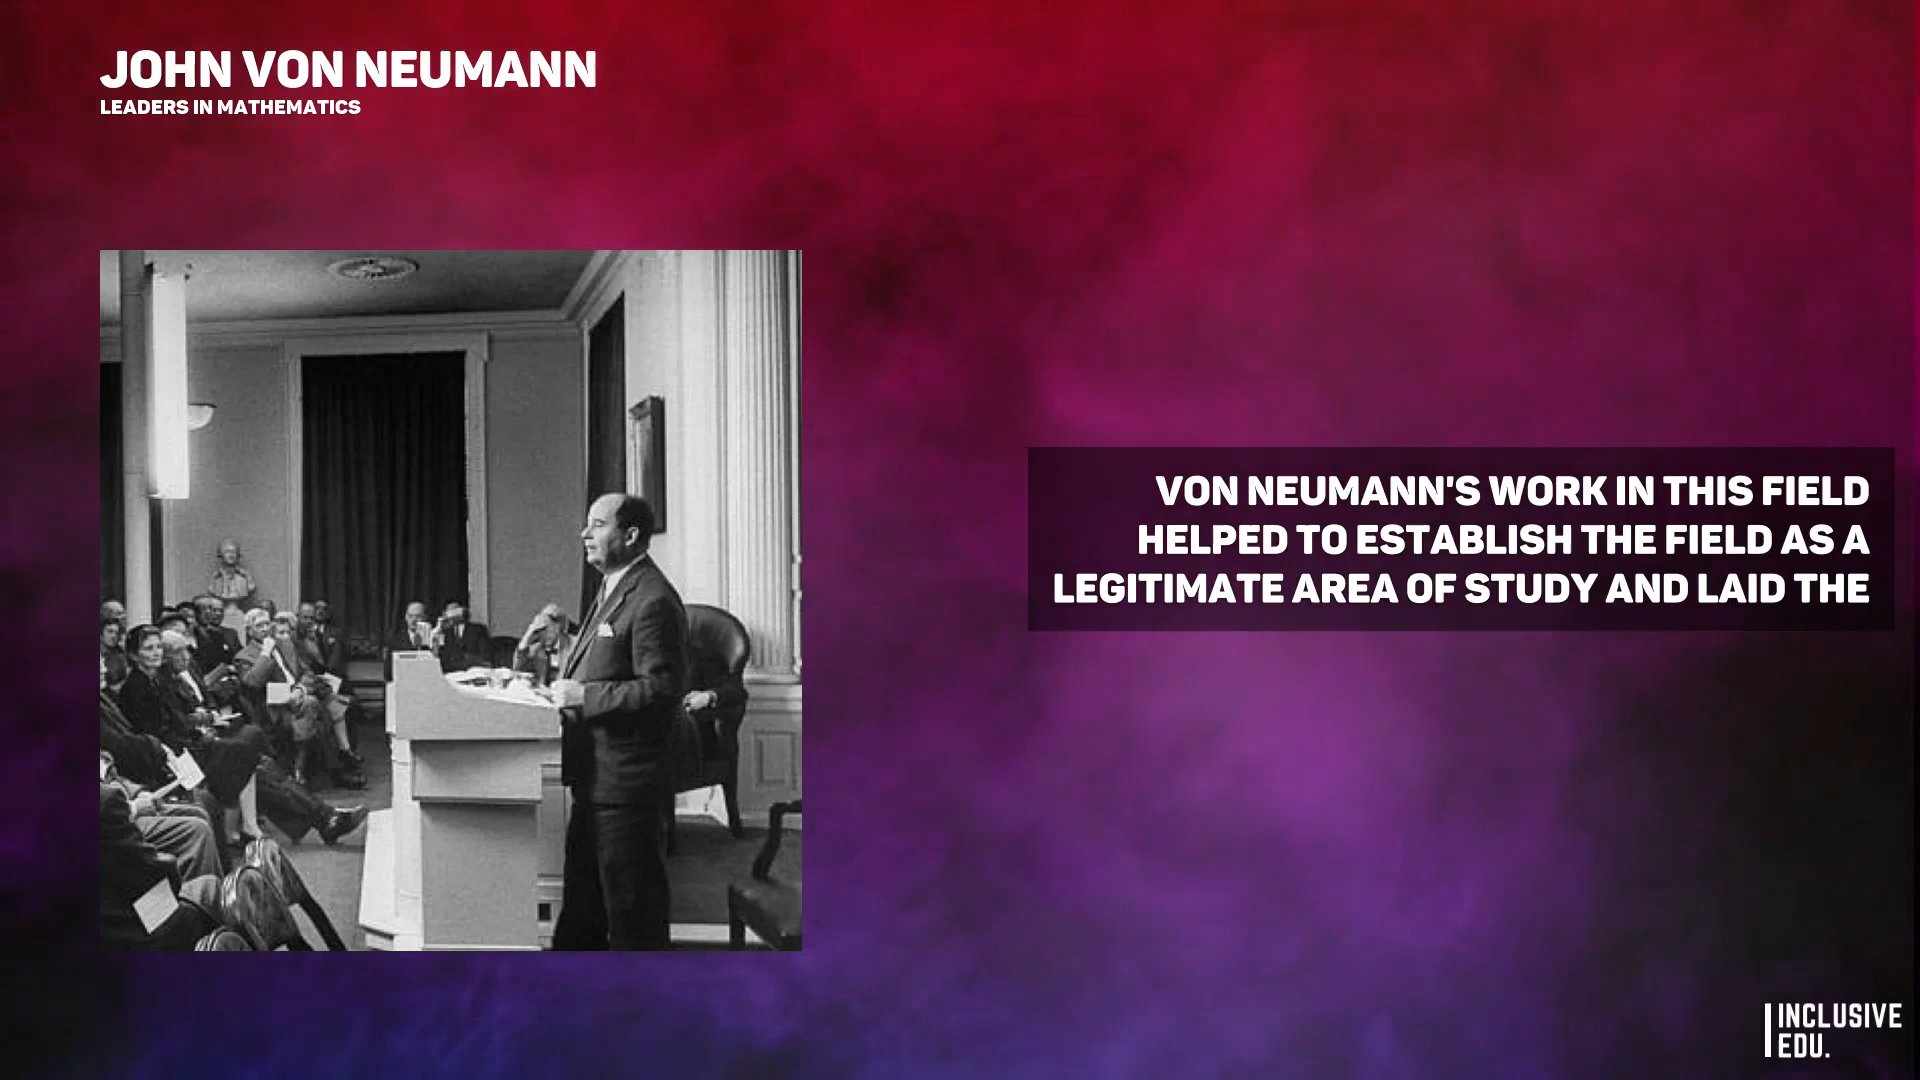 JOHN VON NEUMANN
LEADERS IN MATHEMATICS
VON NEUMANN'S WORK IN THIS FIELD
HELPED TO ESTABLISH THE FIELD AS A
LEGITIMATE AREA OF STUDY AND LAID THE
INCLUSIVE
EDU.